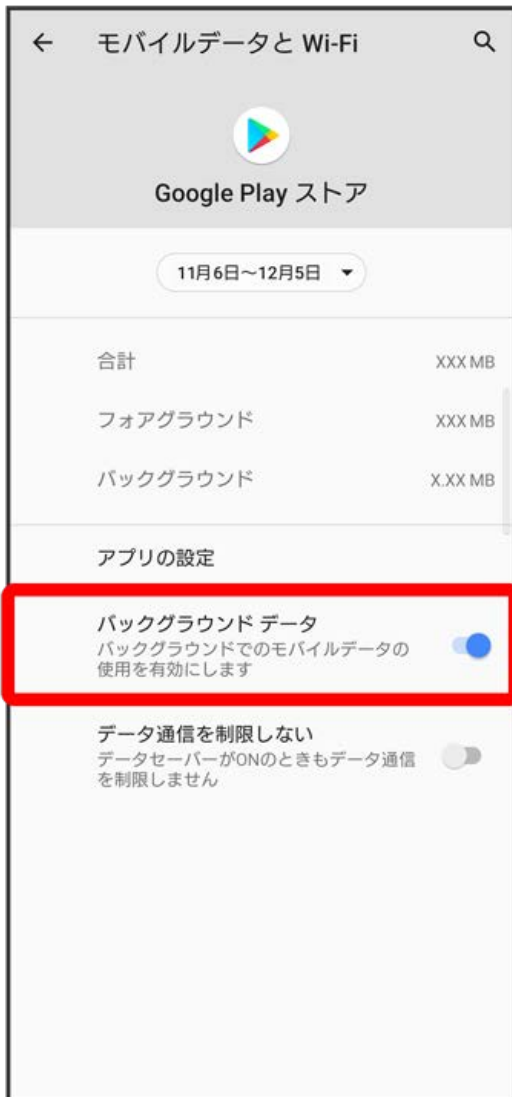 モバイルデータと Wi-Fi
Google Play ストア
11月6日～12月5日
合計 XXX MB
フォアグラウンド XXX MB
バックグラウンド X.XX MB
アプリの設定
バックグラウンド データ
バックグラウンドでのモバイルデータの
使用を有効にします
データ通信を制限しない
データセーバーがONのときもデータ通信
を制限しません